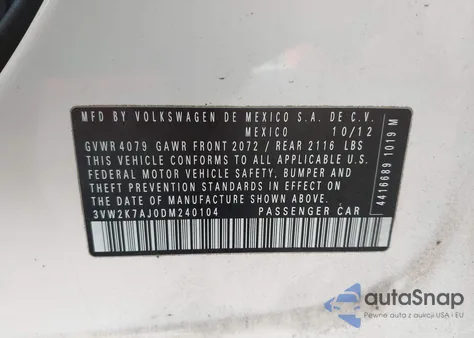 MFD BY VOLKSWAGEN DE MEXICO S.A. DE C.V.
MEXICO 10/12
GVWR 4079 GAWR FRONT 2072 / REAR 2116 LBS
THIS VEHICLE CONFORMS TO ALL APPLICABLE
FEDERAL MOTOR VEHICLE SAFETY, BUMPER AND
THEFT PREVENTION STANDARDS IN EFFECT ON
THE DATE OF MANUFACTURE SHOWN ABOVE.
3VW2K7AJ0DM240104 PASSENGER CAR
4416689 1019 M
autoSnap
Pewne auta z aukcji USA i EU